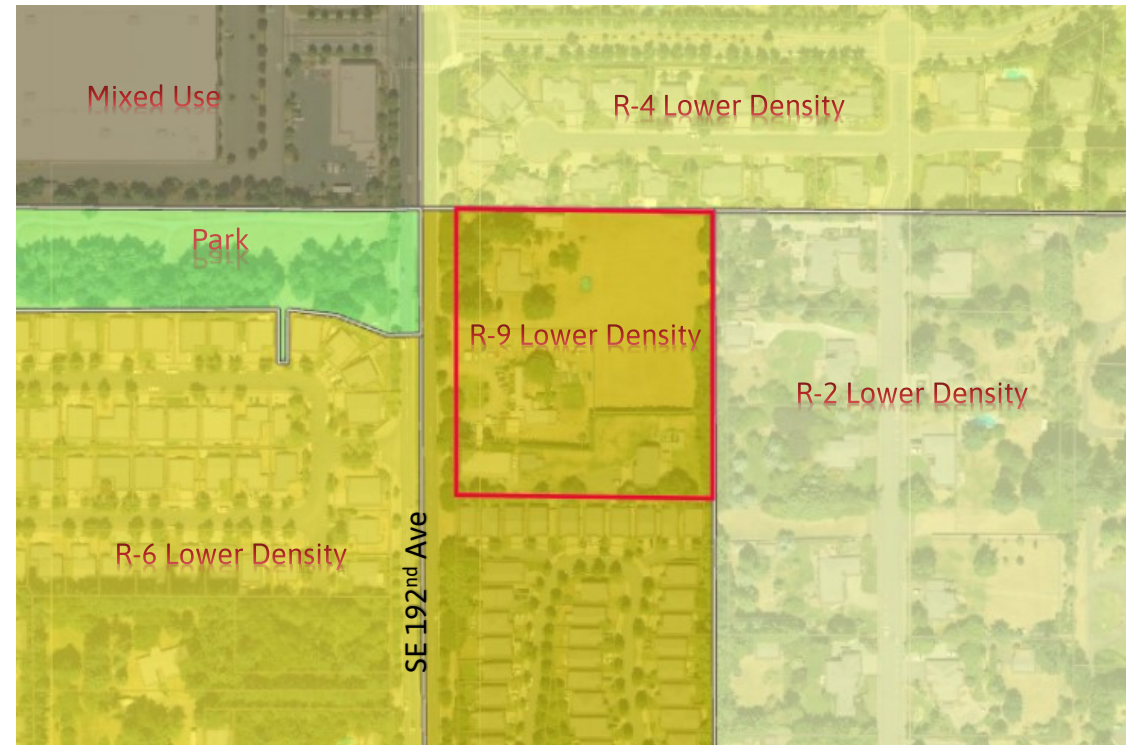 Mixed Use
R-4 Lower Density
Park
R-9 Lower Density
R-2 Lower Density
R-6 Lower Density
SE 192nd Ave